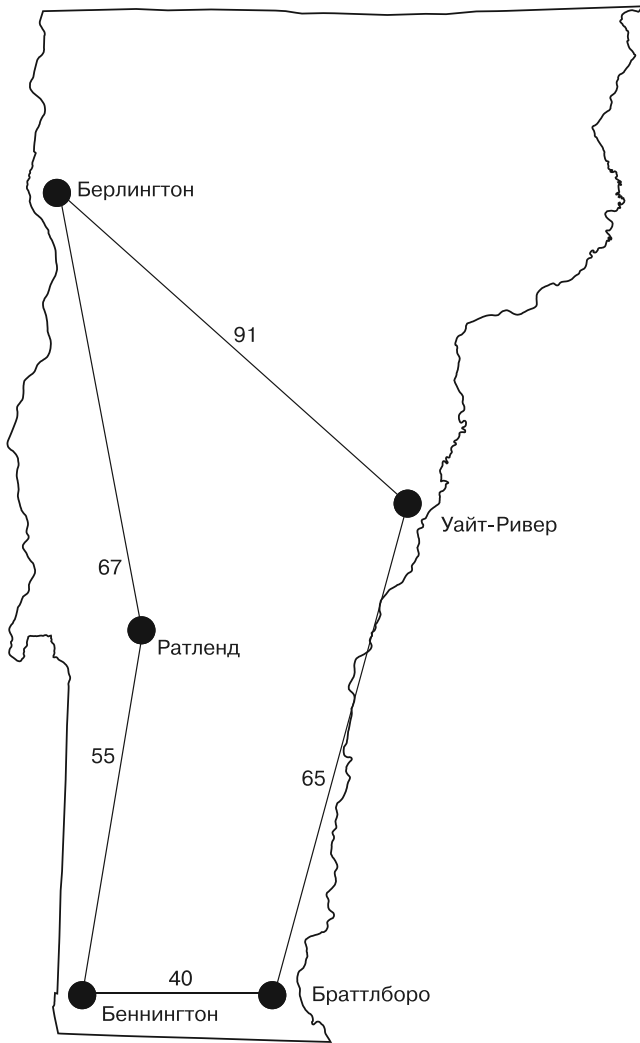 Берлингтон
91
Уайт-Ривер
67
Ратленд
55
65
40
Беннингтон
Браттлборо